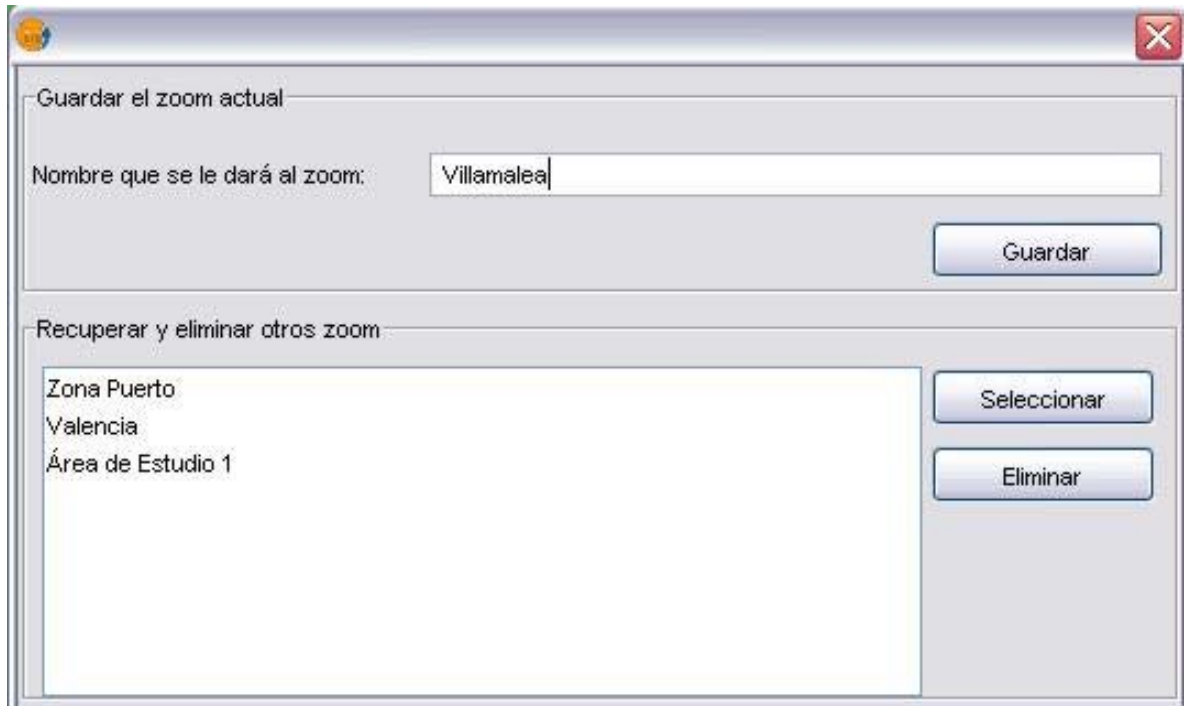 Guardar el zoom actual
Nombre que se le dará al zoom: Villamalea
Guardar
Recuperar y eliminar otros zoom
Zona Puerto
Valencia
Área de Estudio 1
Seleccionar
Eliminar